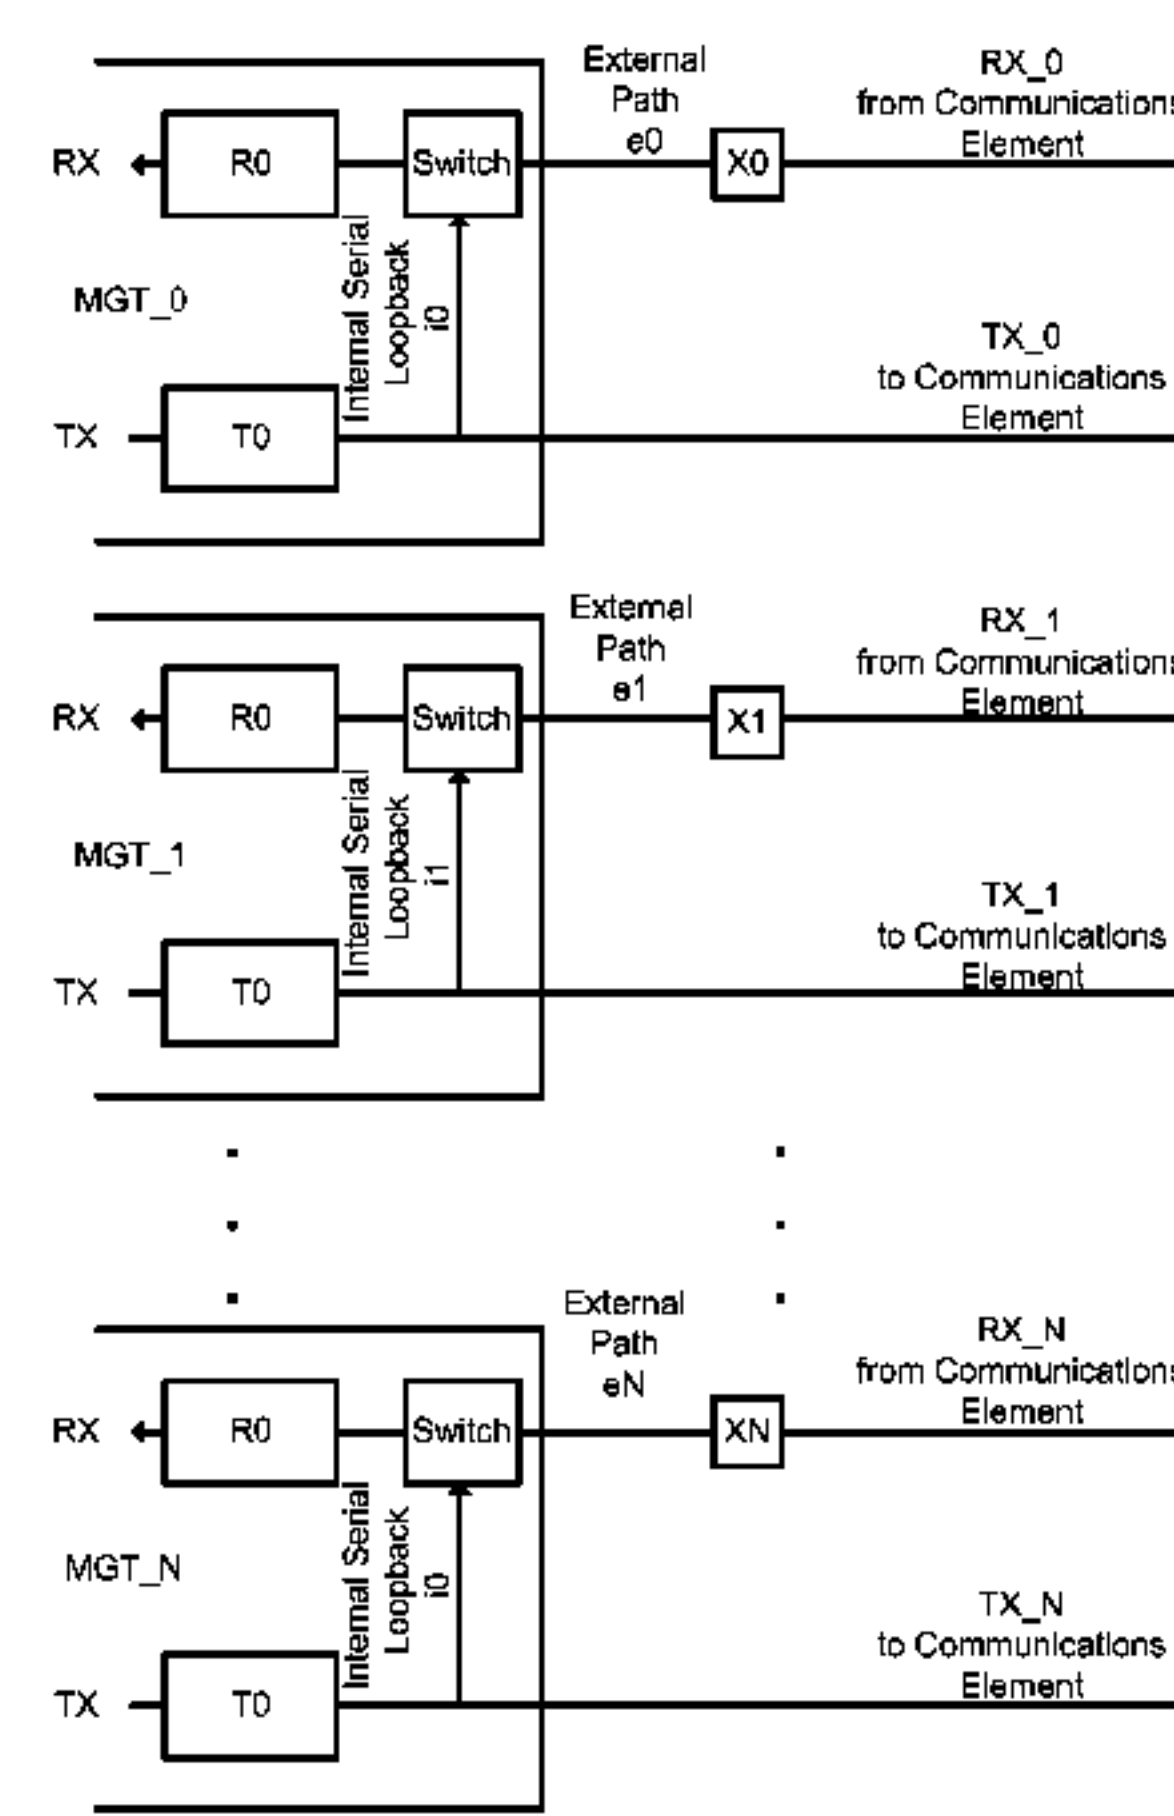 External
Path
e0
RX_0
from Communications
Element
RX
R0
Switch
X0
MGT_0
Internal Serial
Loopback
i0
TX_0
to Communications
Element
TX
T0
External
Path
e1
RX_1
from Communications
Element
RX
R0
Switch
X1
MGT_1
Internal Serial
Loopback
i1
TX_1
to Communications
Element
TX
T0
External
Path
eN
RX_N
from Communications
Element
RX
R0
Switch
XN
MGT_N
Internal Serial
Loopback
i0
TX_N
to Communications
Element
TX
T0